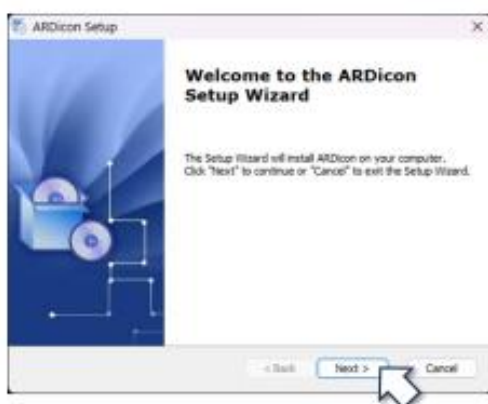 ARDicon Setup
Welcome to the ARDicon
Setup Wizard
The Setup Wizard will install ARDicon on your computer.
Click "Next" to continue or "Cancel" to exit the Setup Wizard.
< Back
Next >
Cancel